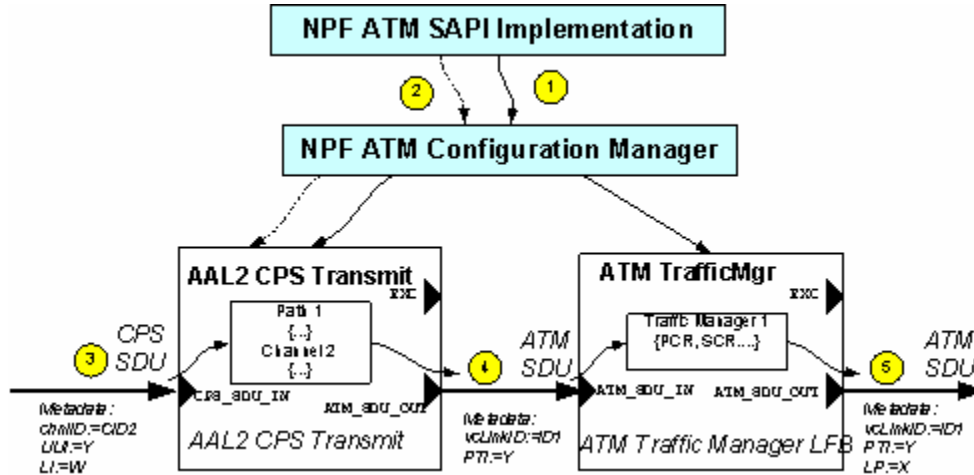 NPF ATM SAPI Implementation
2
1
NPF ATM Configuration Manager
AAL2 CPS Transmit
EXC
Path 1
{...}
Channel 2
{...}
CPS
SDU
3
CPS_SDU_IN
ATM_SDU_OUT
AAL2 CPS Transmit
Metadata:
chnlID:=CID2
UUI:=Y
LI:=W
4
ATM
SDU
Metadata:
vcLinkID:=ID1
PTI:=Y
ATM TrafficMgr
EXC
Traffic Manager 1
{PCR, SCR....}
ATM_SDU_IN
ATM_SDU_OUT
ATM Traffic Manager LFB
5
ATM
SDU
Metadata:
vcLinkID:=ID1
PTI:=Y
LP:=X